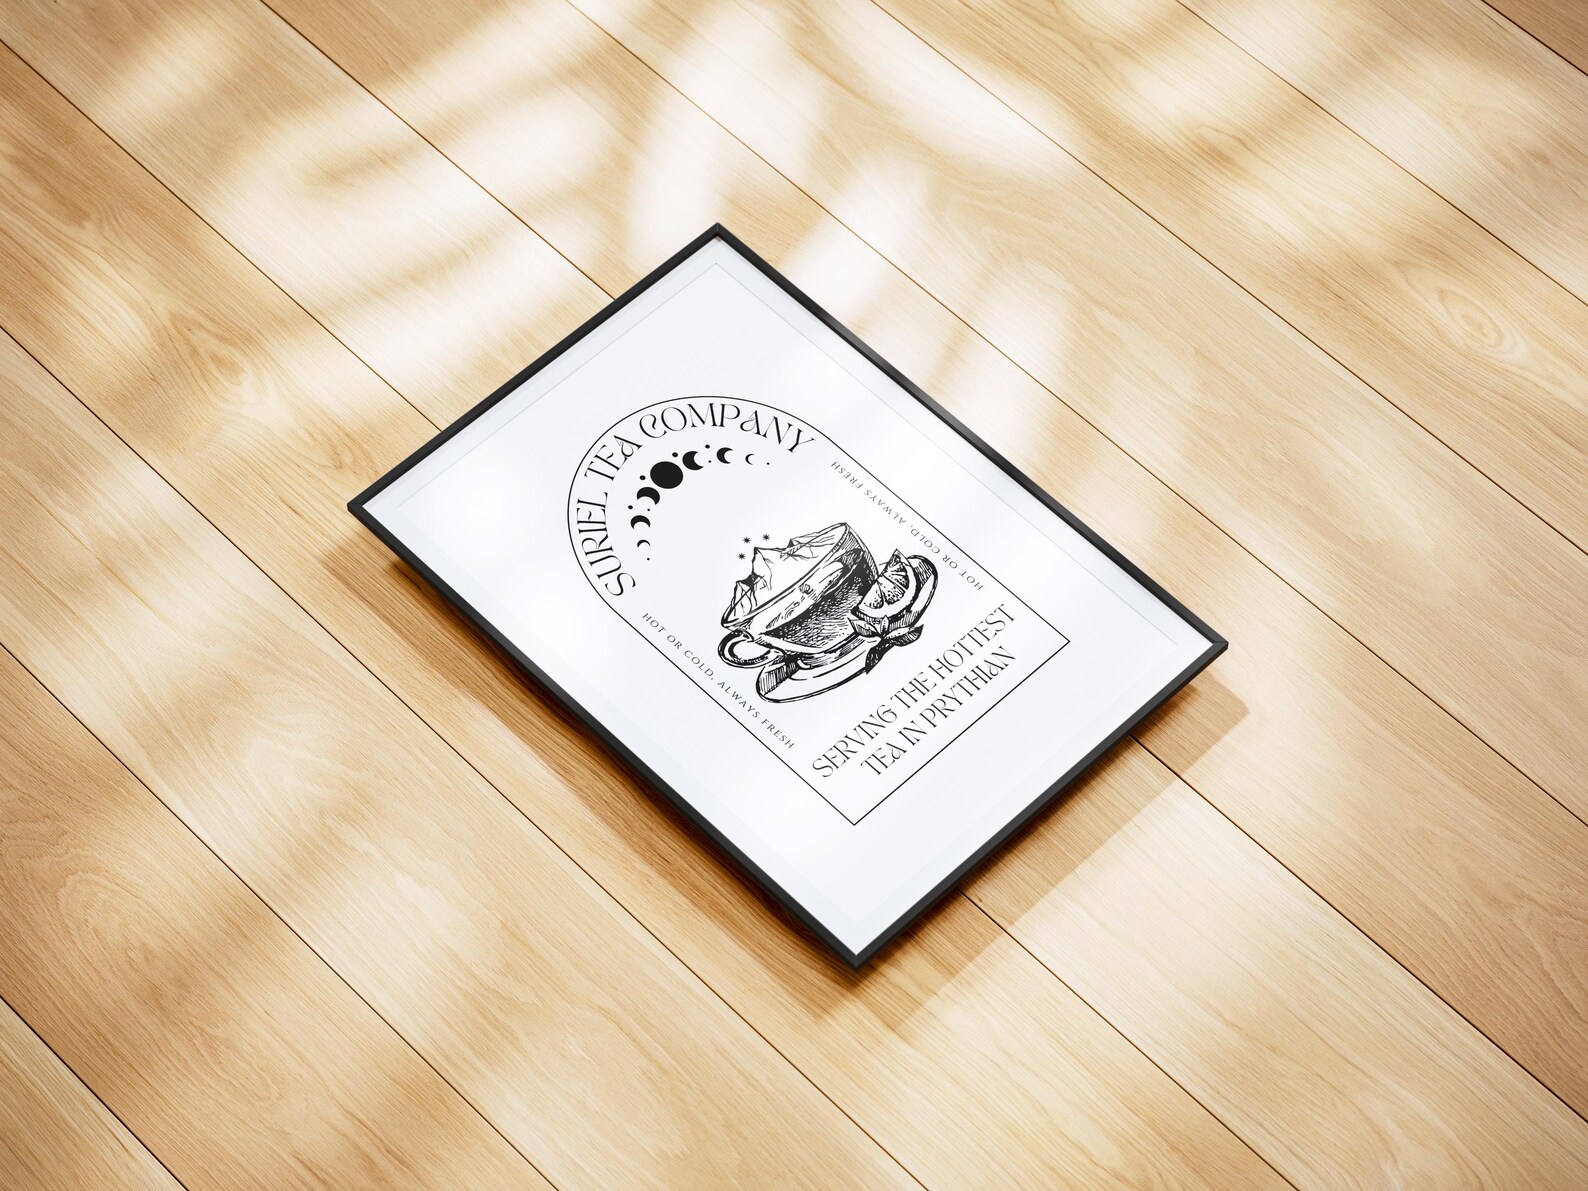 SURIEL TEA COMPANY
HOT OR COLD, ALWAYS FRESH
HOT OR COLD, ALWAYS FRESH
SERVING THE HOTTEST
TEA IN PRYTHIAN